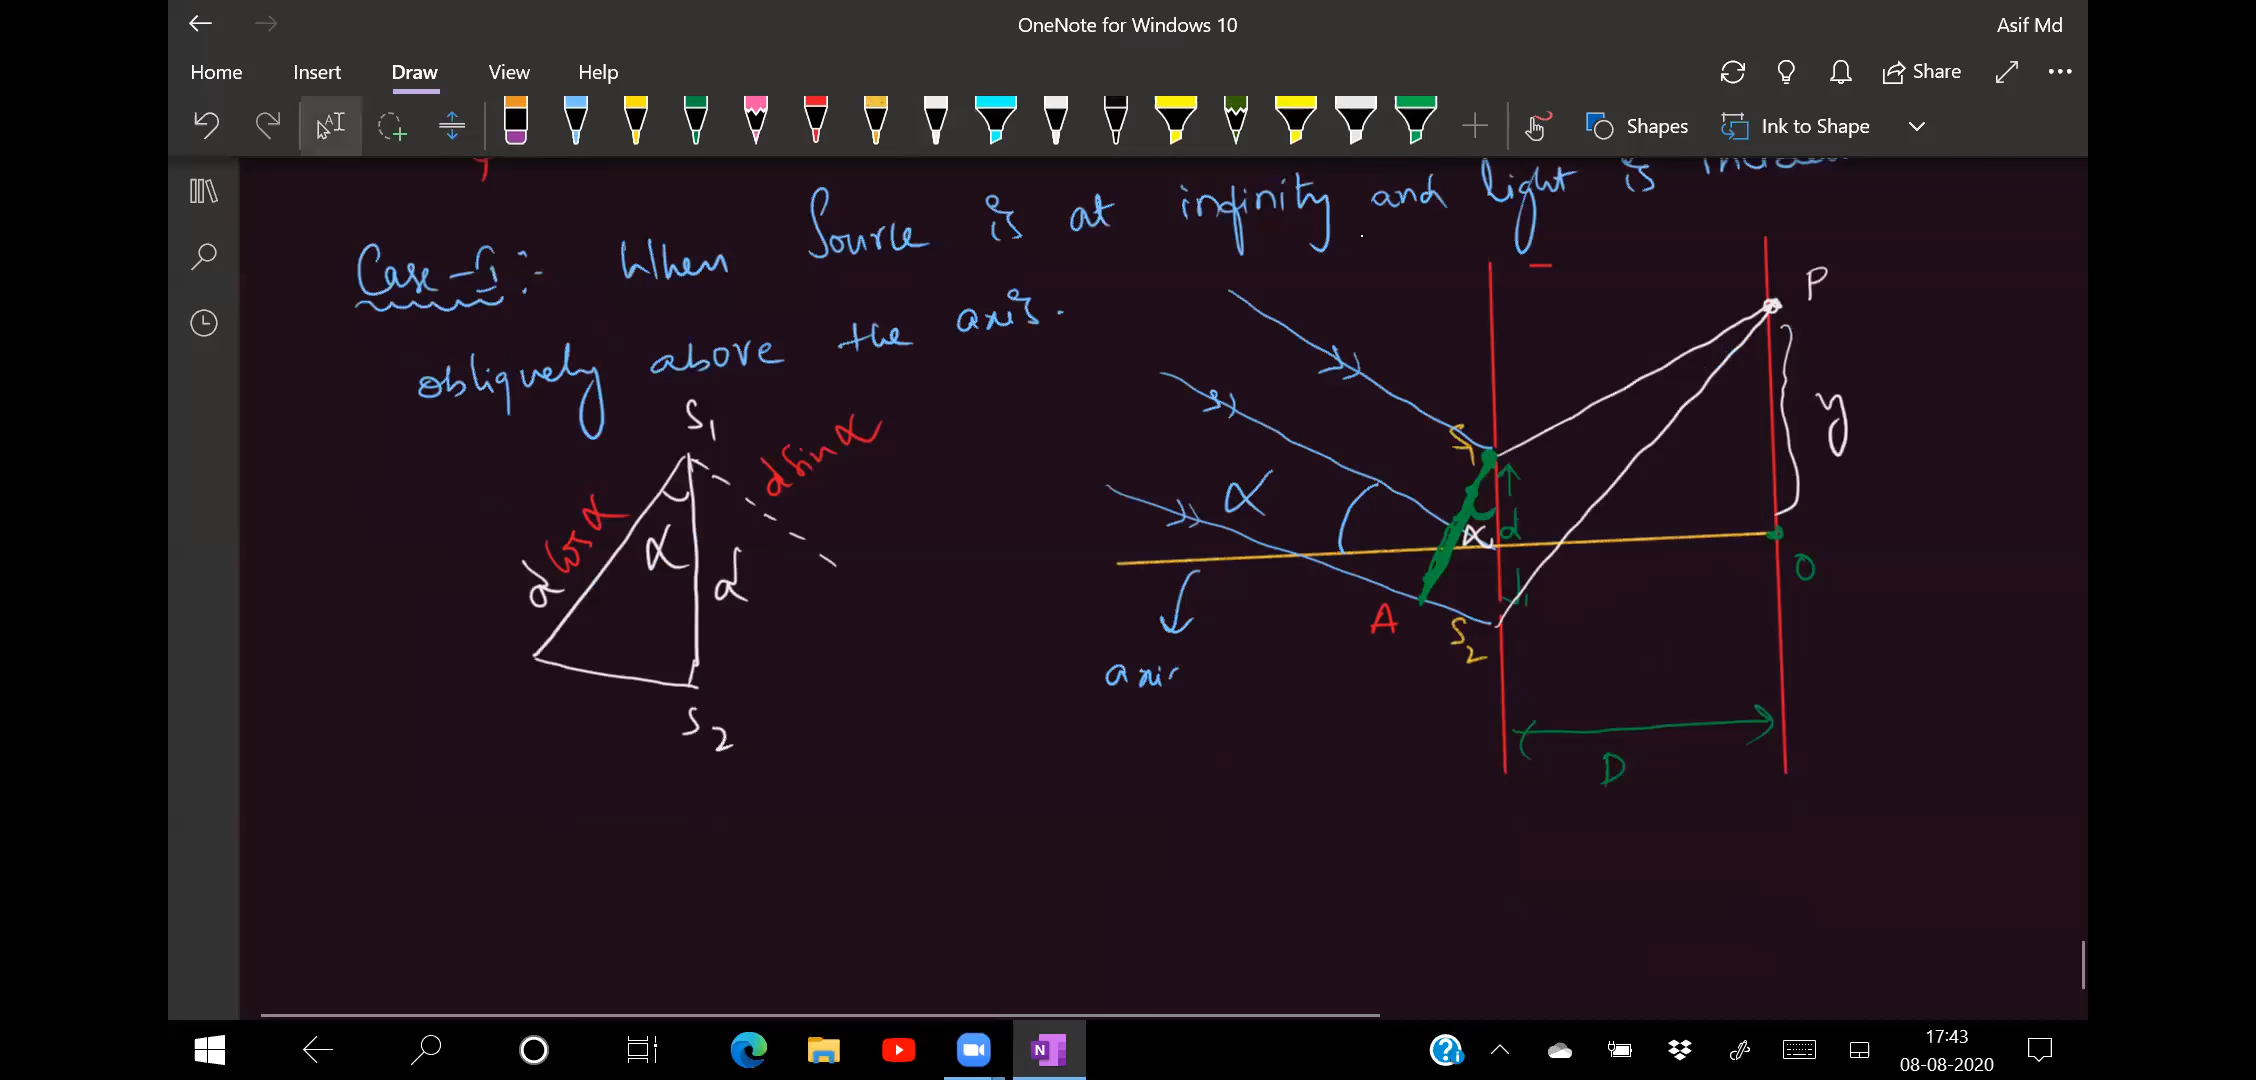 OneNote for Windows 10
Asif Md
Home Insert Draw View Help
Share
Shapes
Ink to Shape
Case-I:- When Source is at infinity and light is
obliquely above the axis.
S1
d sin α
d cos α
α
d
S2
P
y
S1
α
d
α
O
A
S2
axis
D
17:43
08-08-2020